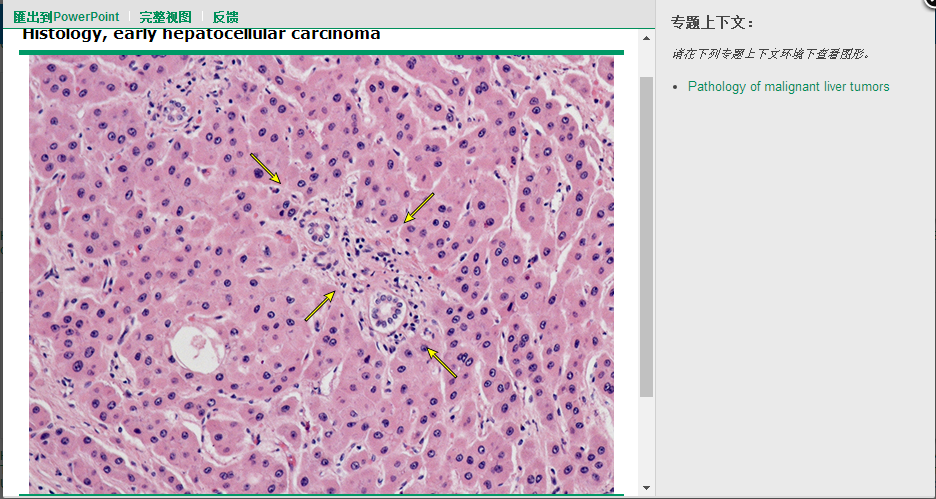 匯出到PowerPoint 完整视图 反馈
Histology, early hepatocellular carcinoma
专题上下文：
请在下列专题上下文环境下查看图形。
Pathology of malignant liver tumors